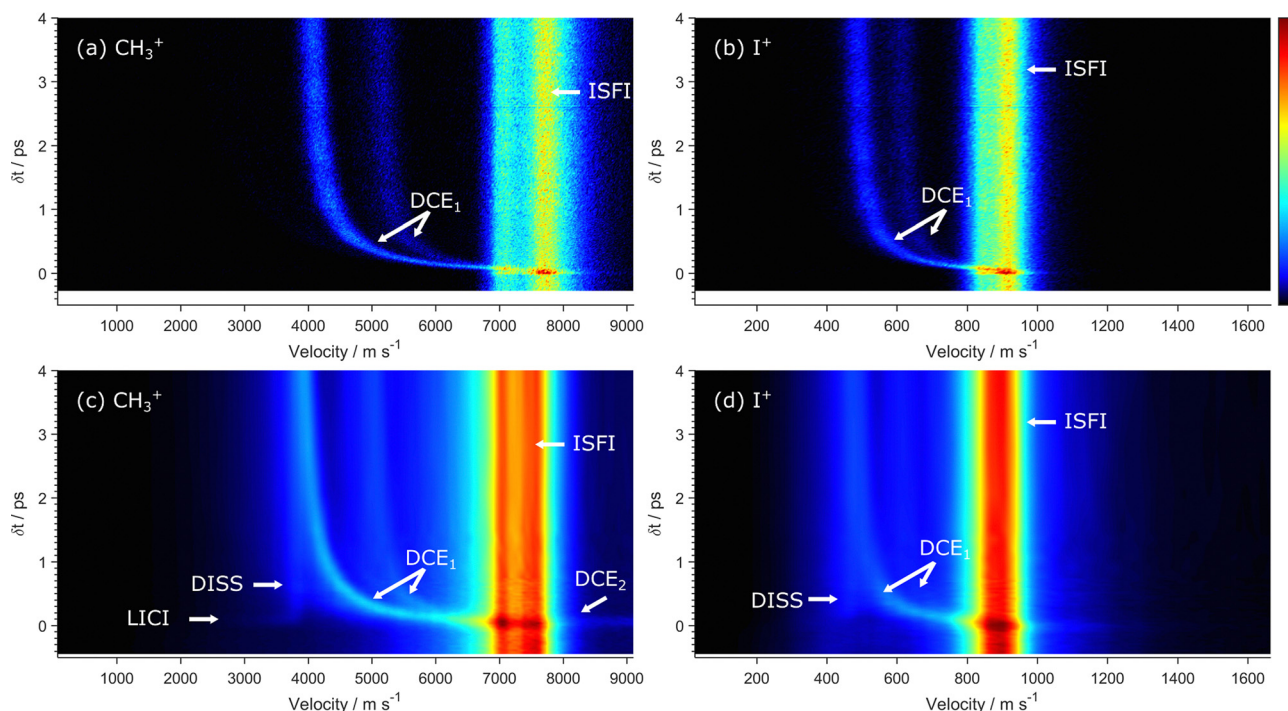 (a) CH₃⁺
ISFI
DCE₁
δt / ps
4
3
2
1
0
1000 2000 3000 4000 5000 6000 7000 8000 9000
Velocity / m s⁻¹
(b) I⁺
ISFI
DCE₁
δt / ps
4
3
2
1
0
200 400 600 800 1000 1200 1400 1600
Velocity / m s⁻¹
(c) CH₃⁺
ISFI
DCE₁
DISS
DCE₂
LICI
δt / ps
4
3
2
1
0
1000 2000 3000 4000 5000 6000 7000 8000 9000
Velocity / m s⁻¹
(d) I⁺
ISFI
DCE₁
DISS
δt / ps
4
3
2
1
0
200 400 600 800 1000 1200 1400 1600
Velocity / m s⁻¹